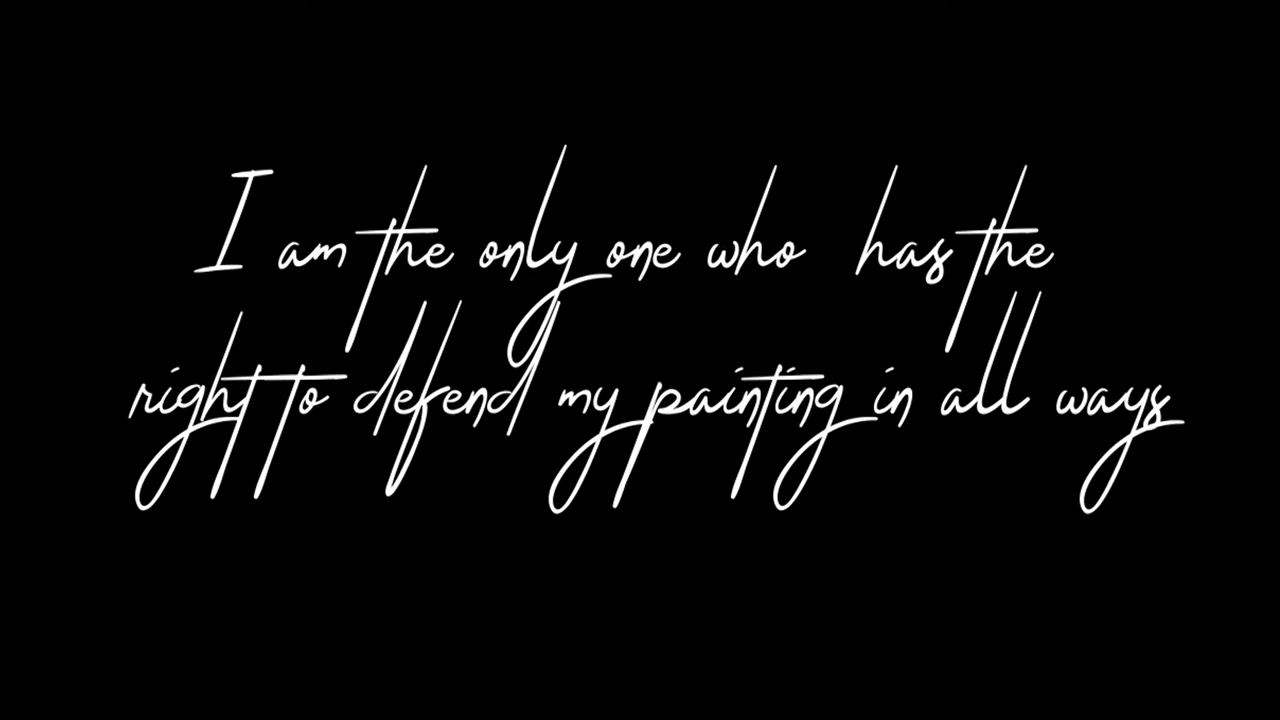 I am the only one who has the
right to defend my painting in all ways